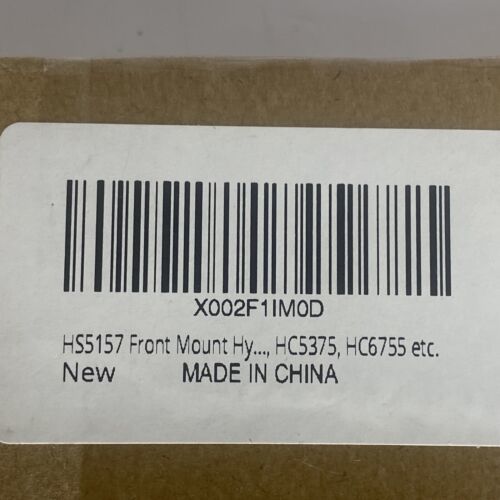 X002F1IM0D
HS5157 Front Mount Hy..., HC5375, HC6755 etc.
New MADE IN CHINA